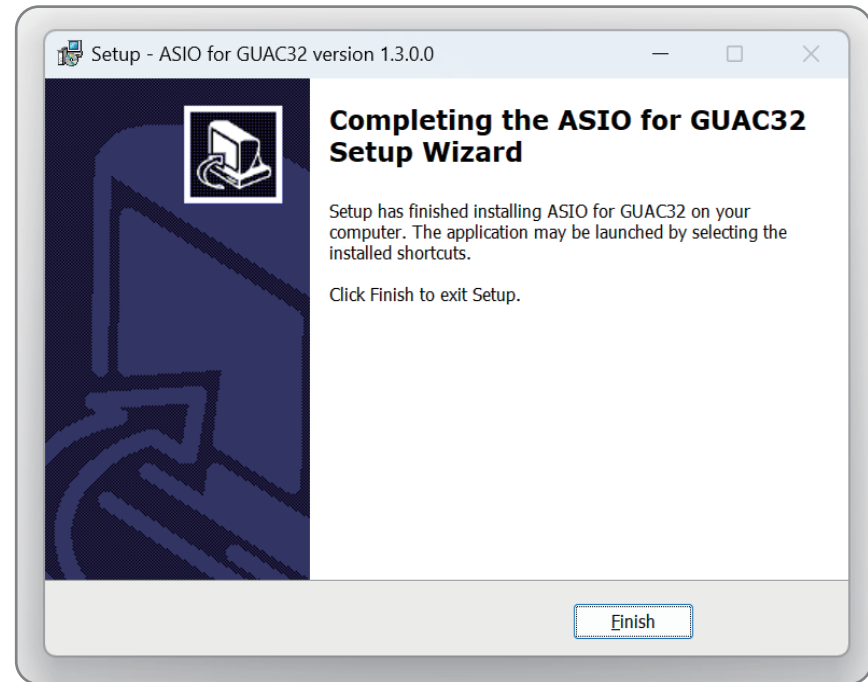 Setup - ASIO for GUAC32 version 1.3.0.0
Completing the ASIO for GUAC32
Setup Wizard
Setup has finished installing ASIO for GUAC32 on your
computer. The application may be launched by selecting the
installed shortcuts.
Click Finish to exit Setup.
Finish